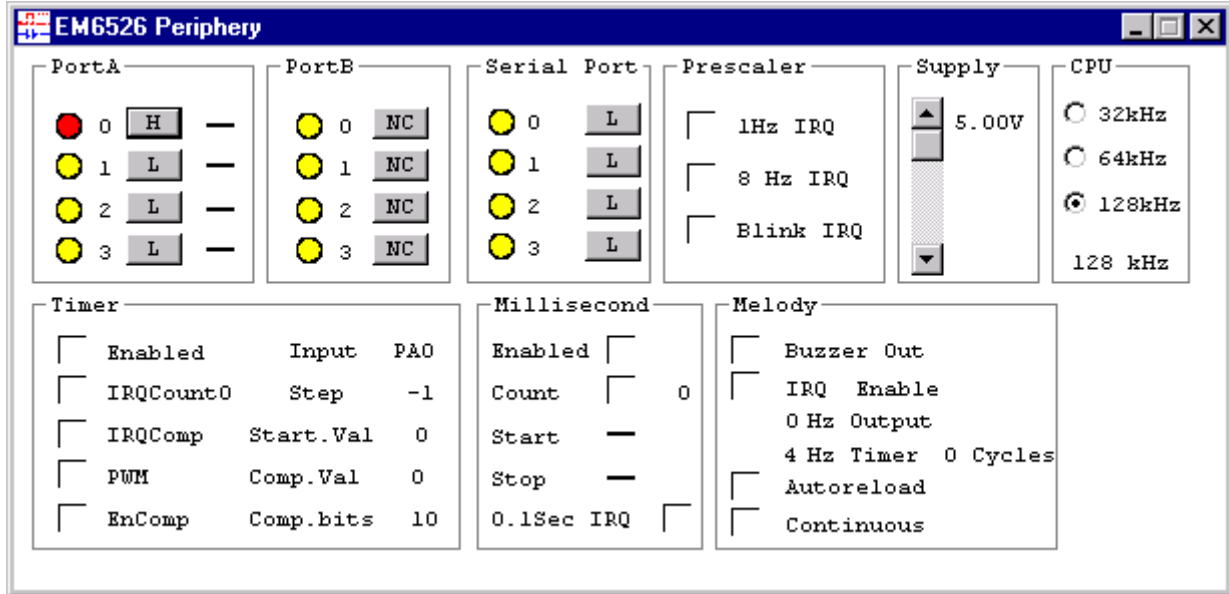 EM6526 Periphery
PortA
0 H
1 L
2 L
3 L
PortB
0 NC
1 NC
2 NC
3 NC
Serial Port
0 L
1 L
2 L
3 L
Prescaler
1Hz IRQ
8 Hz IRQ
Blink IRQ
Supply
5.00V
CPU
32kHz
64kHz
128kHz
128 kHz
Timer
Enabled Input PA0
IRQCount0 Step -1
IRQComp Start.Val 0
PWM Comp.Val 0
EnComp Comp.bits 10
Millisecond
Enabled
Count 0
Start
Stop
0.1Sec IRQ
Melody
Buzzer Out
IRQ Enable
0 Hz Output
4 Hz Timer 0 Cycles
Autoreload
Continuous